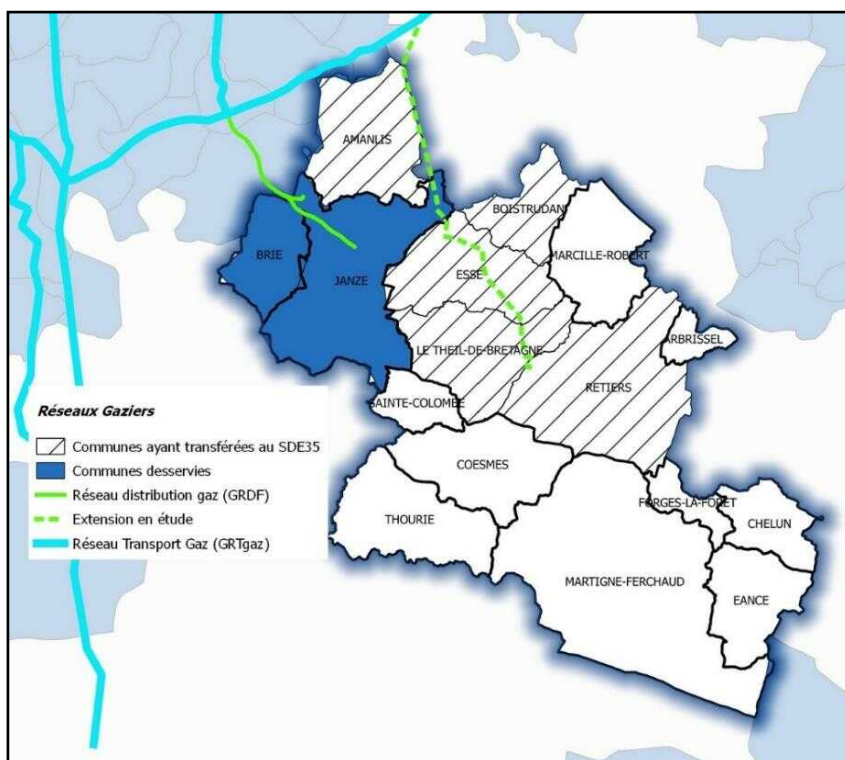 AMANLIS
BOISTRUDAN
BRIE
MARCILLE-ROBERT
JANZE
ESSE
ARBRISSEL
LE THEIL-DE-BRETAGNE
RETIERS
SAINTE-COLOMBE
COESMES
FORGES-LA-FORET
THOURIE
CHELUN
MARTIGNE-FERCHAUD
EANCE
Réseaux Gaziers
Communes ayant transférées au SDE35
Communes desservies
Réseau distribution gaz (GRDF)
Extension en étude
Réseau Transport Gaz (GRTgaz)